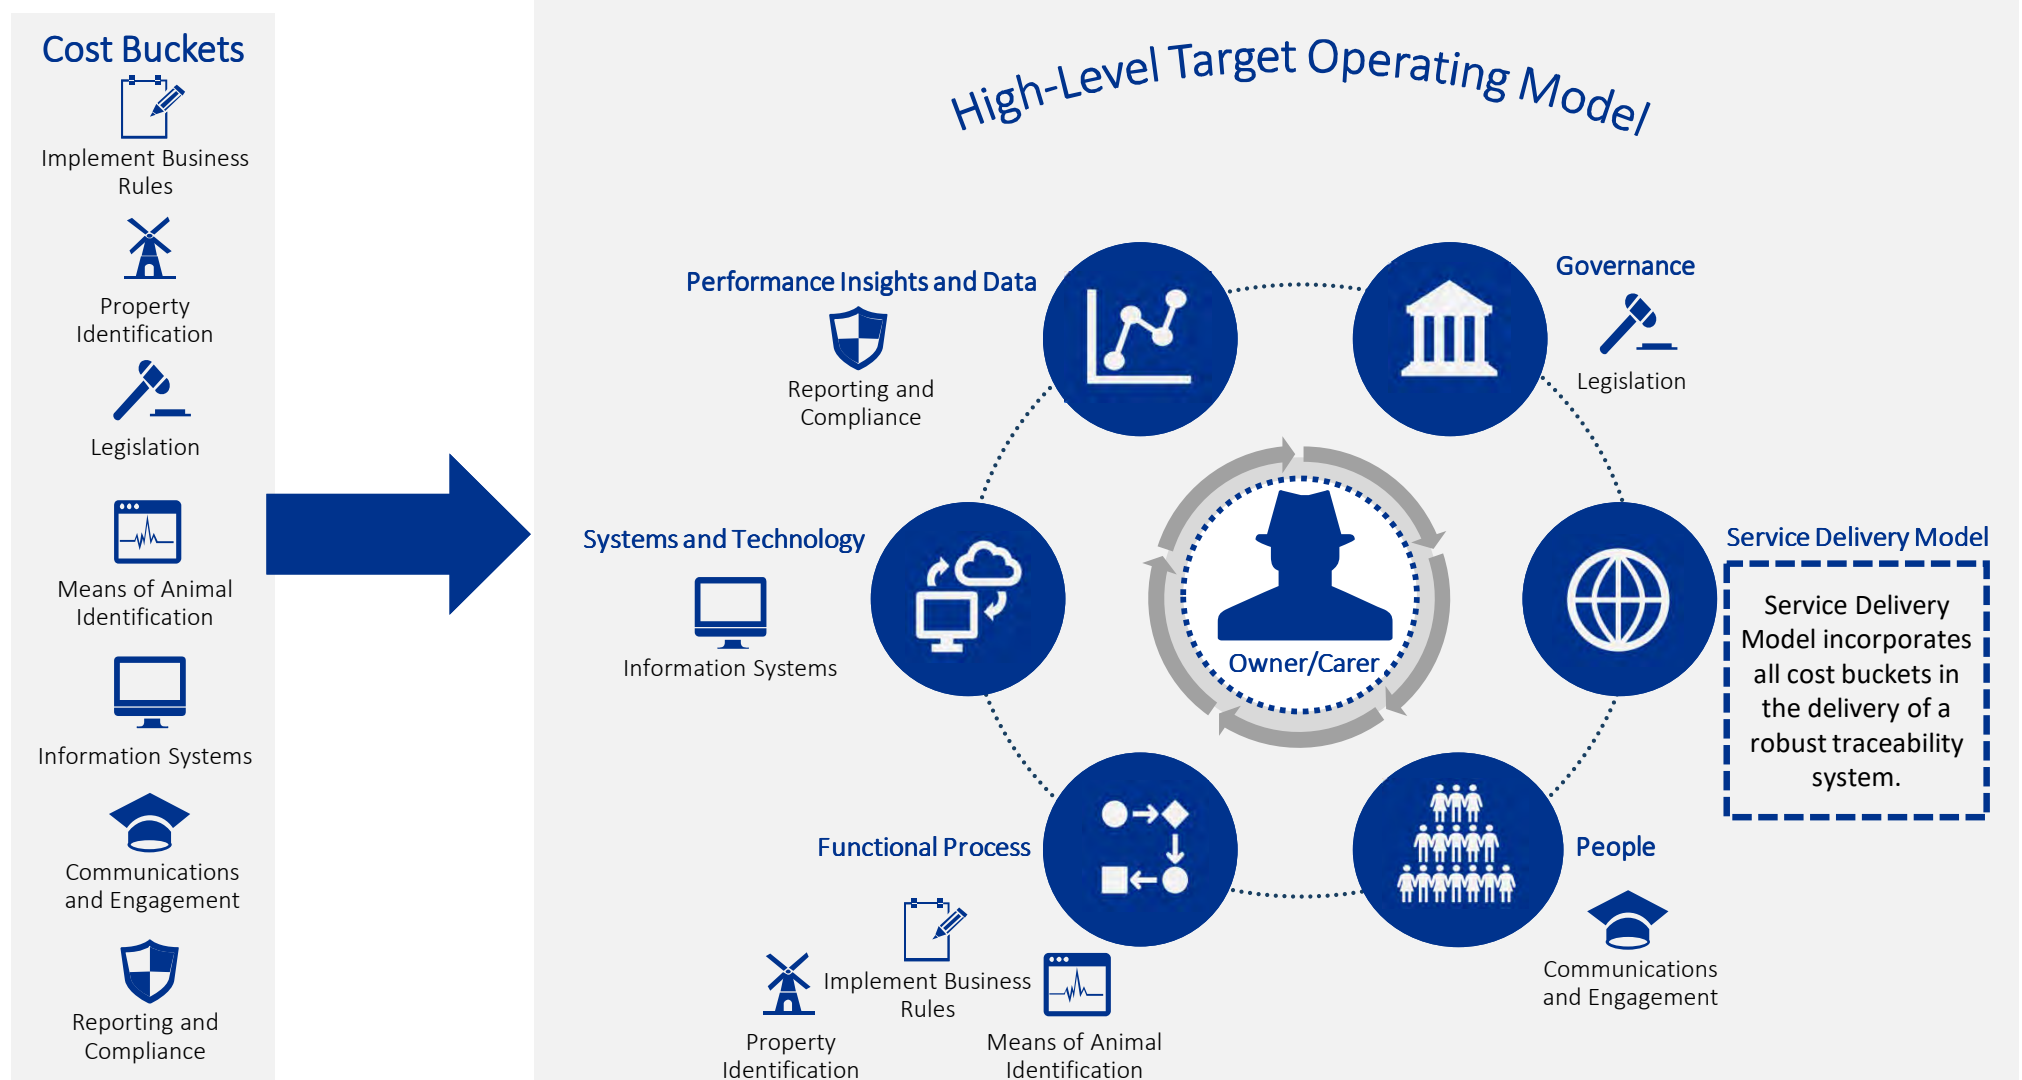 Cost Buckets
Implement Business
Rules
Property
Identification
Legislation
Means of Animal
Identification
Information Systems
Communications
and Engagement
Reporting and
Compliance
High-Level Target Operating Model
Performance Insights and Data
Reporting and
Compliance
Governance
Legislation
Systems and Technology
Information Systems
Owner/Carer
Service Delivery Model
Service Delivery
Model incorporates
all cost buckets in
the delivery of a
robust traceability
system.
Functional Process
Implement Business
Rules
Property
Identification
Means of Animal
Identification
People
Communications
and Engagement